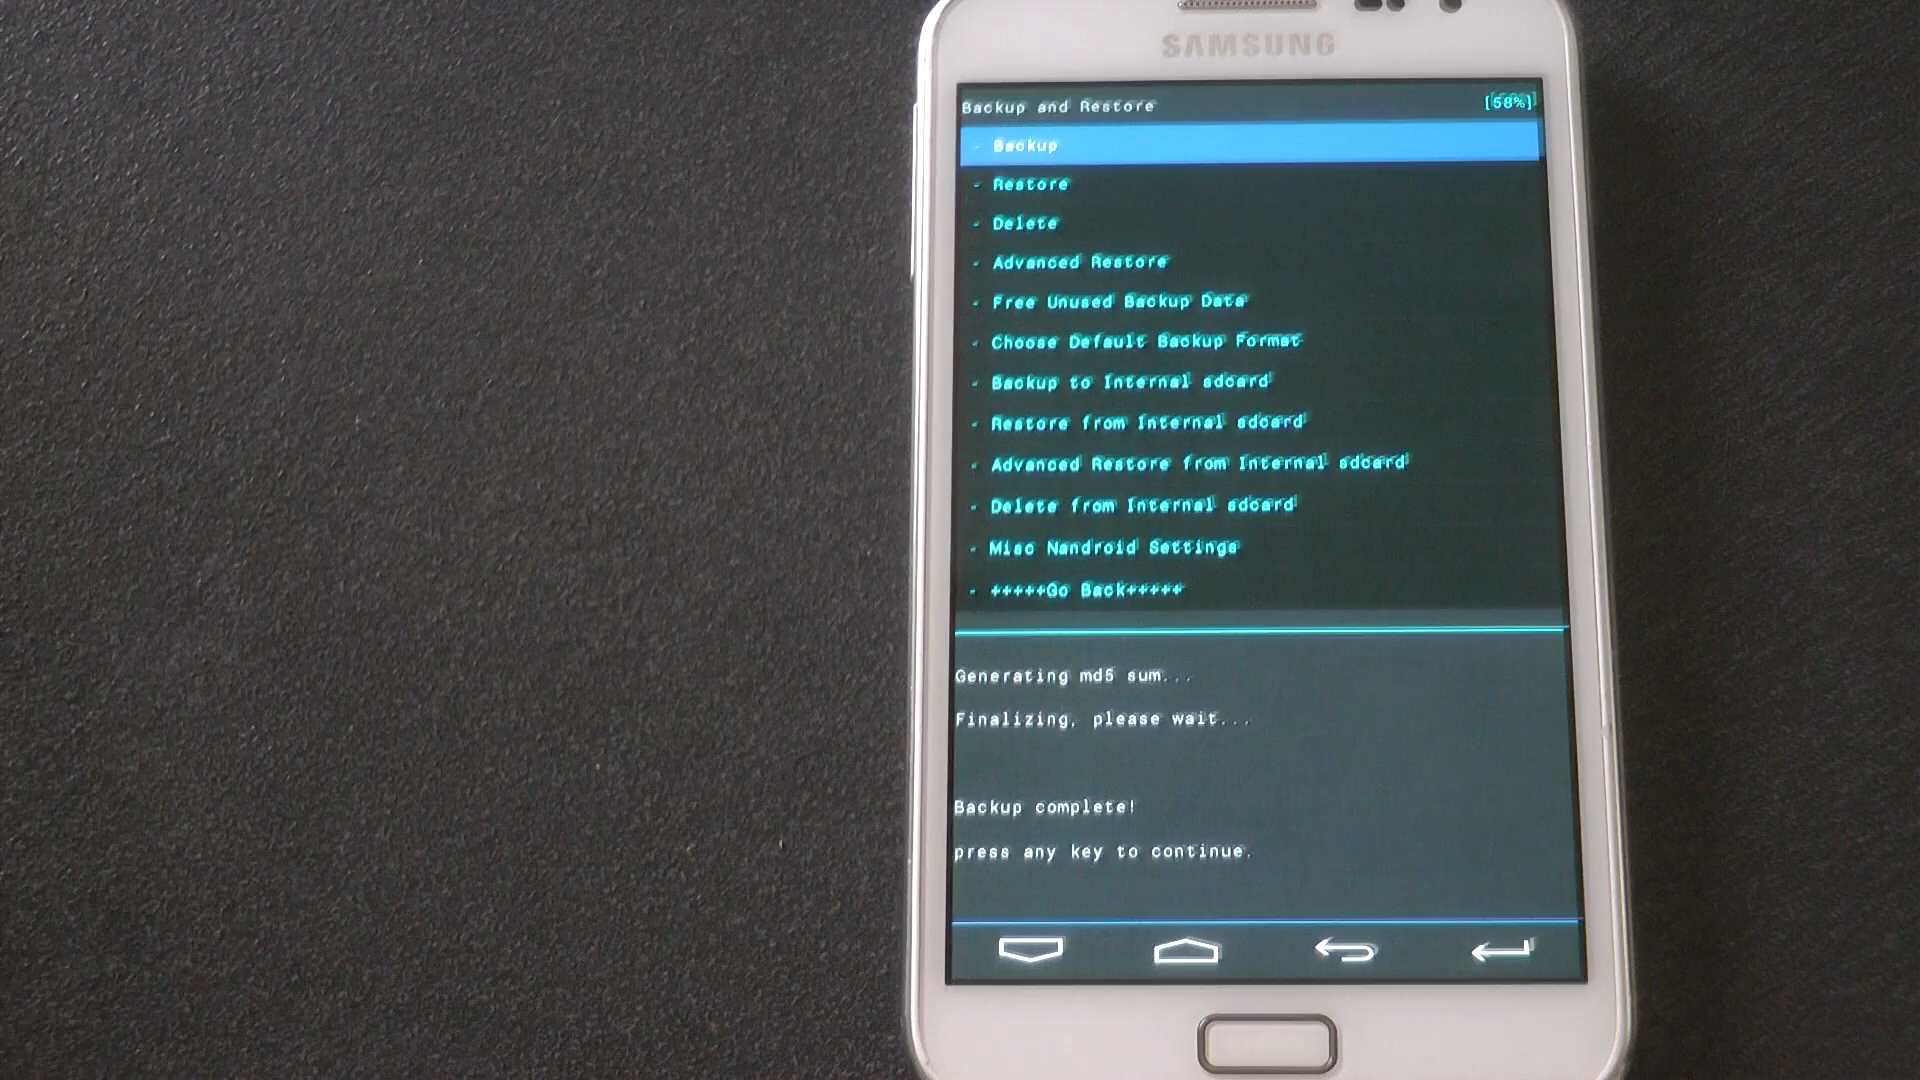 SAMSUNG
Backup and Restore [58%]
- Backup
- Restore
- Delete
- Advanced Restore
- Free Unused Backup Data
- Choose Default Backup Format
- Backup to Internal sdcard
- Restore from Internal sdcard
- Advanced Restore from Internal sdcard
- Delete from Internal sdcard
- Misc Nandroid Settings
- +++++Go Back+++++
Generating md5 sum...
Finalizing, please wait...
Backup complete!
press any key to continue.